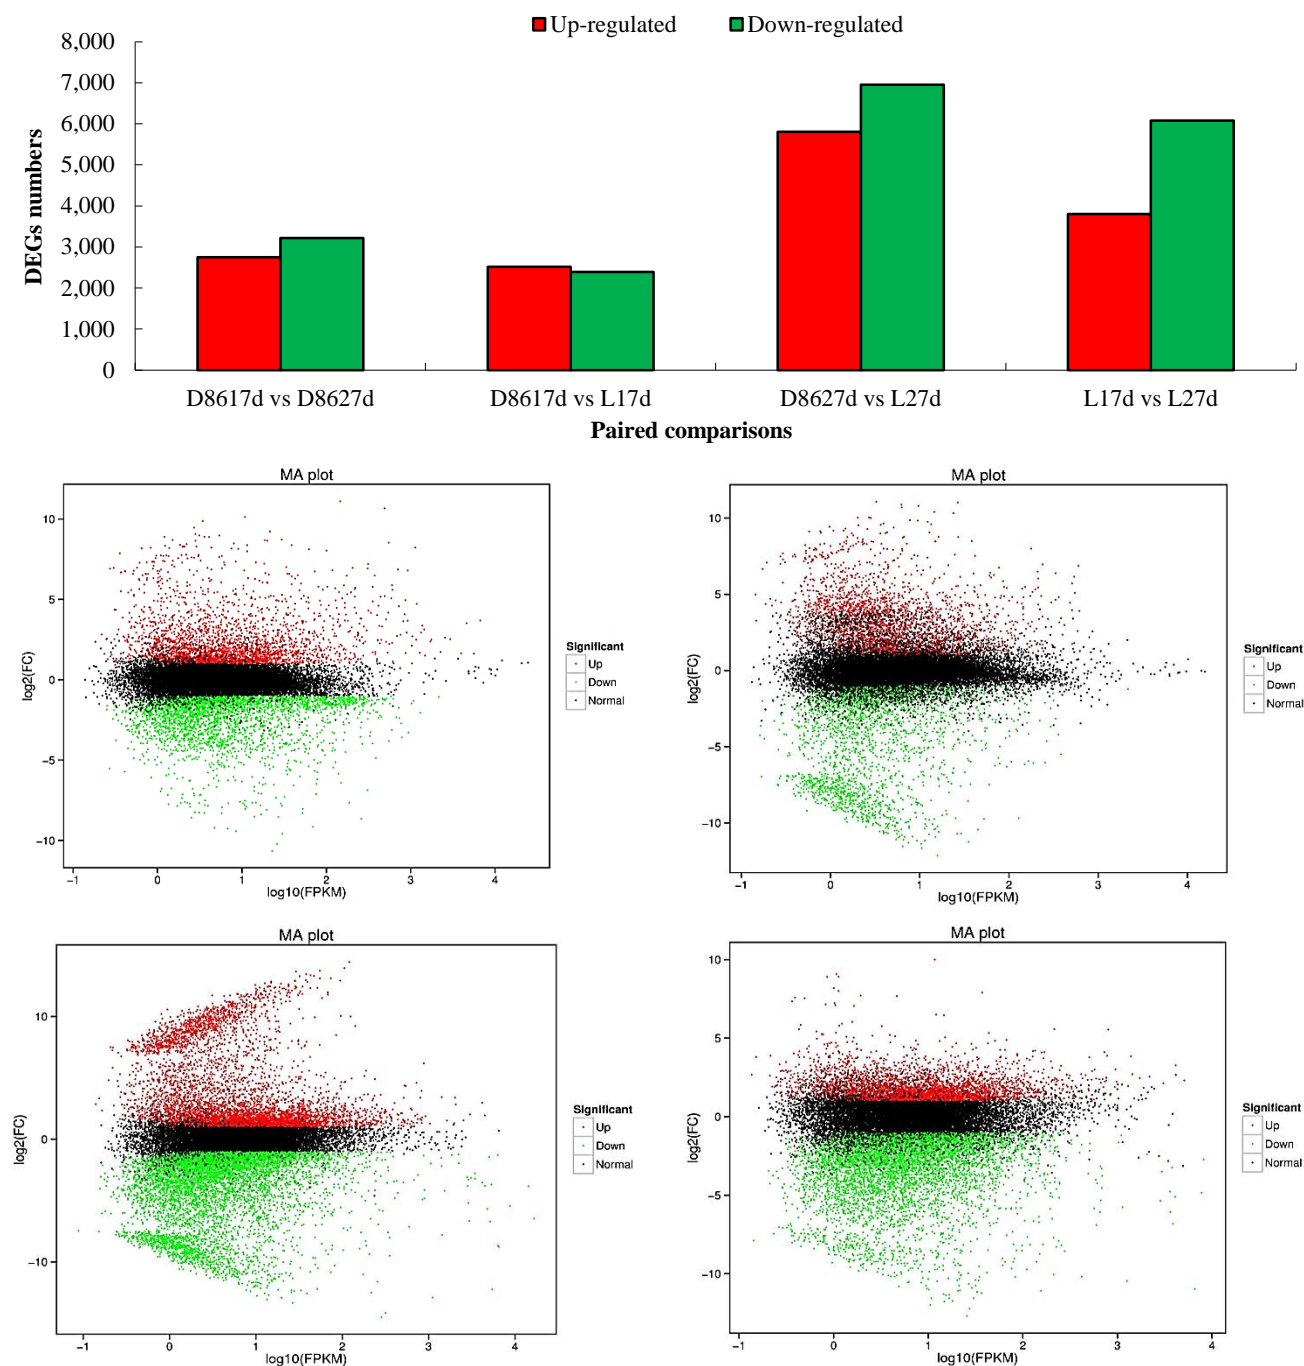 Up-regulated Down-regulated
8,000
7,000
6,000
5,000
4,000
3,000
2,000
1,000
0
DEGs numbers
D8617d vs D8627d D8617d vs L17d D8627d vs L27d L17d vs L27d
Paired comparisons
MA plot
10
5
0
−5
−10
log2(FC)
−1 0 1 2 3 4
log10(FPKM)
Significant
Up
Down
Normal
MA plot
10
5
0
−5
−10
log2(FC)
−1 0 1 2 3 4
log10(FPKM)
Significant
Up
Down
Normal
MA plot
10
0
−10
log2(FC)
−1 0 1 2 3 4
log10(FPKM)
Significant
Up
Down
Normal
MA plot
10
5
0
−5
−10
log2(FC)
−1 0 1 2 3 4
log10(FPKM)
Significant
Up
Down
Normal